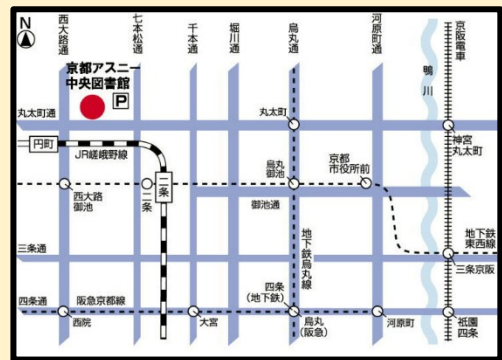 N
西大路通
七本松通
千本通
堀川通
烏丸通
河原町通
鴨川
京阪電車
京都アスニー
中央図書館
P
丸太町通
丸太町
神宮
丸太町
円町
JR嵯峨野線
二条
烏丸
御池
京都
市役所前
西大路
御池
二条
御池通
三条通
地下鉄烏丸線
地下鉄
東西線
三条京阪
四条通
阪急京都線
四条
(地下鉄)
西院
大宮
烏丸
(阪急)
河原町
祇園
四条